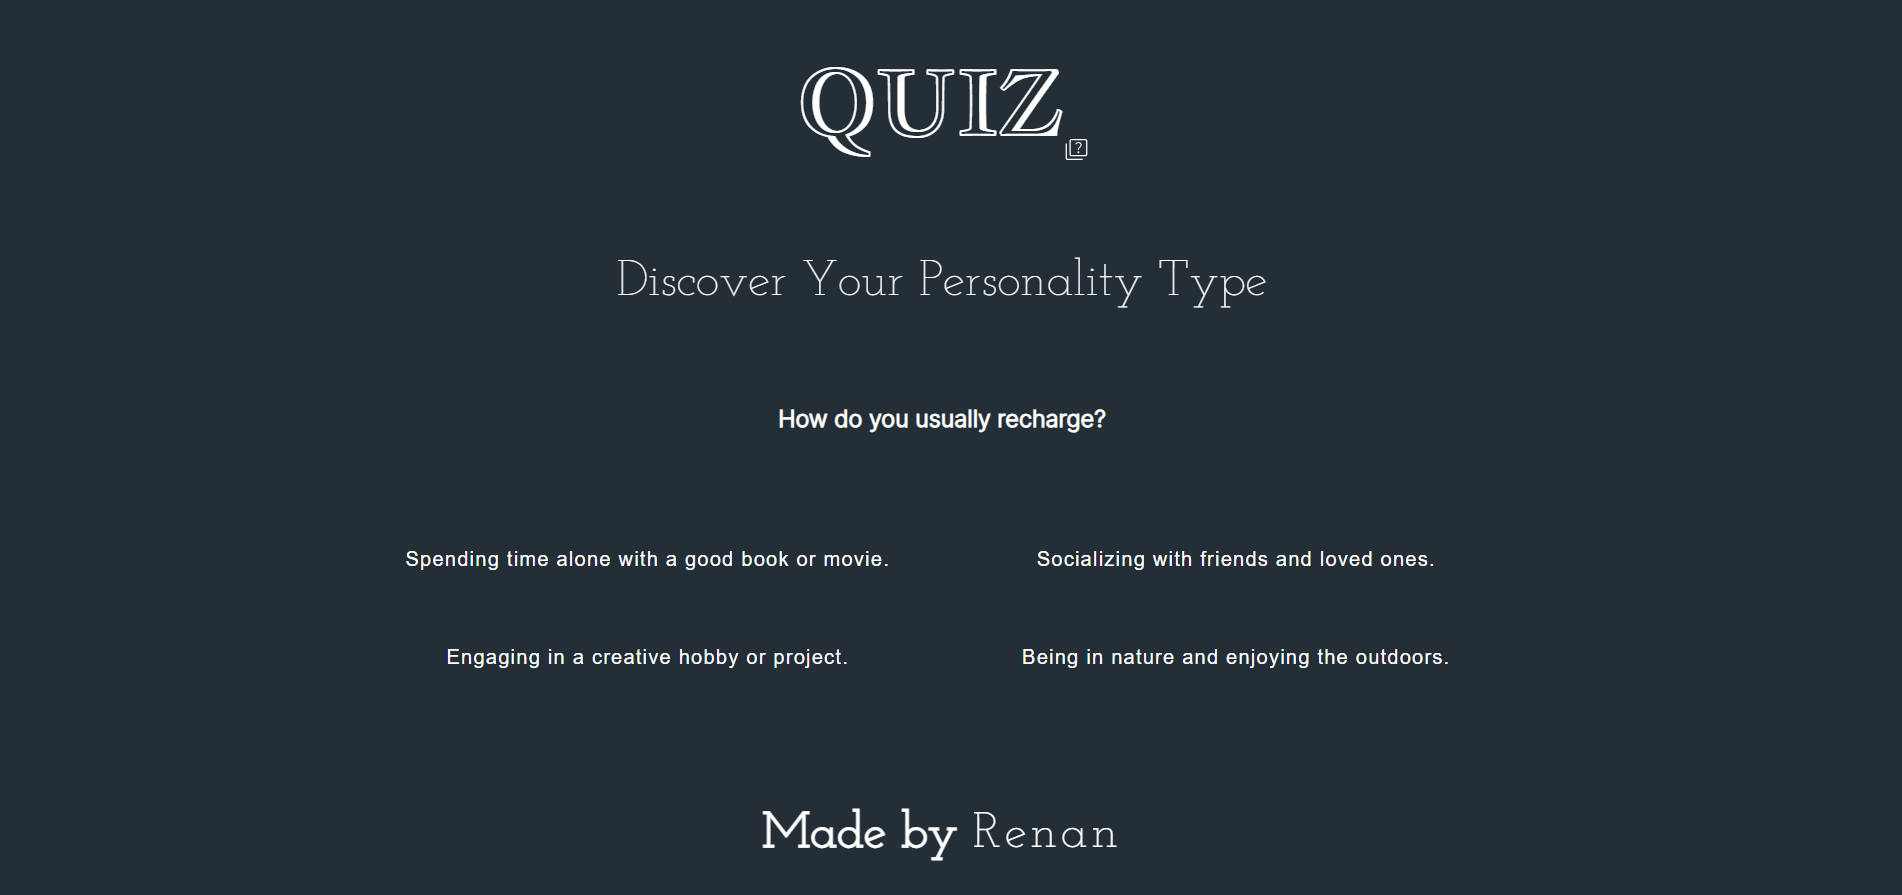 QUIZ
Discover Your Personality Type
How do you usually recharge?
Spending time alone with a good book or movie.
Socializing with friends and loved ones.
Engaging in a creative hobby or project.
Being in nature and enjoying the outdoors.
Made by Renan